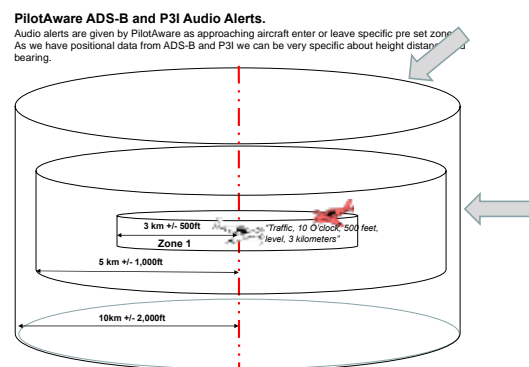 PilotAware ADS-B and P3I Audio Alerts.
Audio alerts are given by PilotAware as approaching aircraft enter or leave specific pre set zone
As we have positional data from ADS-B and P3I we can be very specific about height distan
bearing.
3 km +/- 500ft
"Traffic, 10 O'clock, 500 feet,
level, 3 kilometers"
Zone 1
5 km +/- 1,000ft
10km +/- 2,000ft